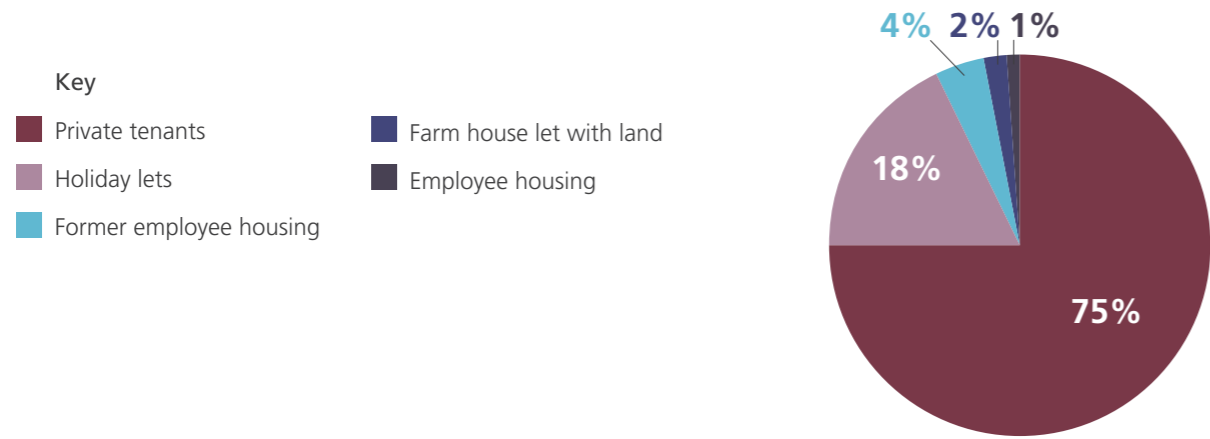 Key
Private tenants
Holiday lets
Former employee housing
Farm house let with land
Employee housing
4% 2% 1%
18%
75%